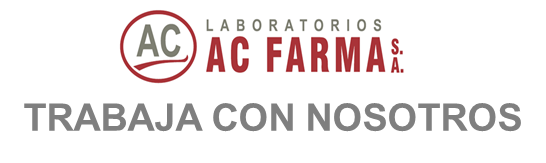 AC
LABORATORIOS
AC FARMA S.A.
TRABAJA CON NOSOTROS